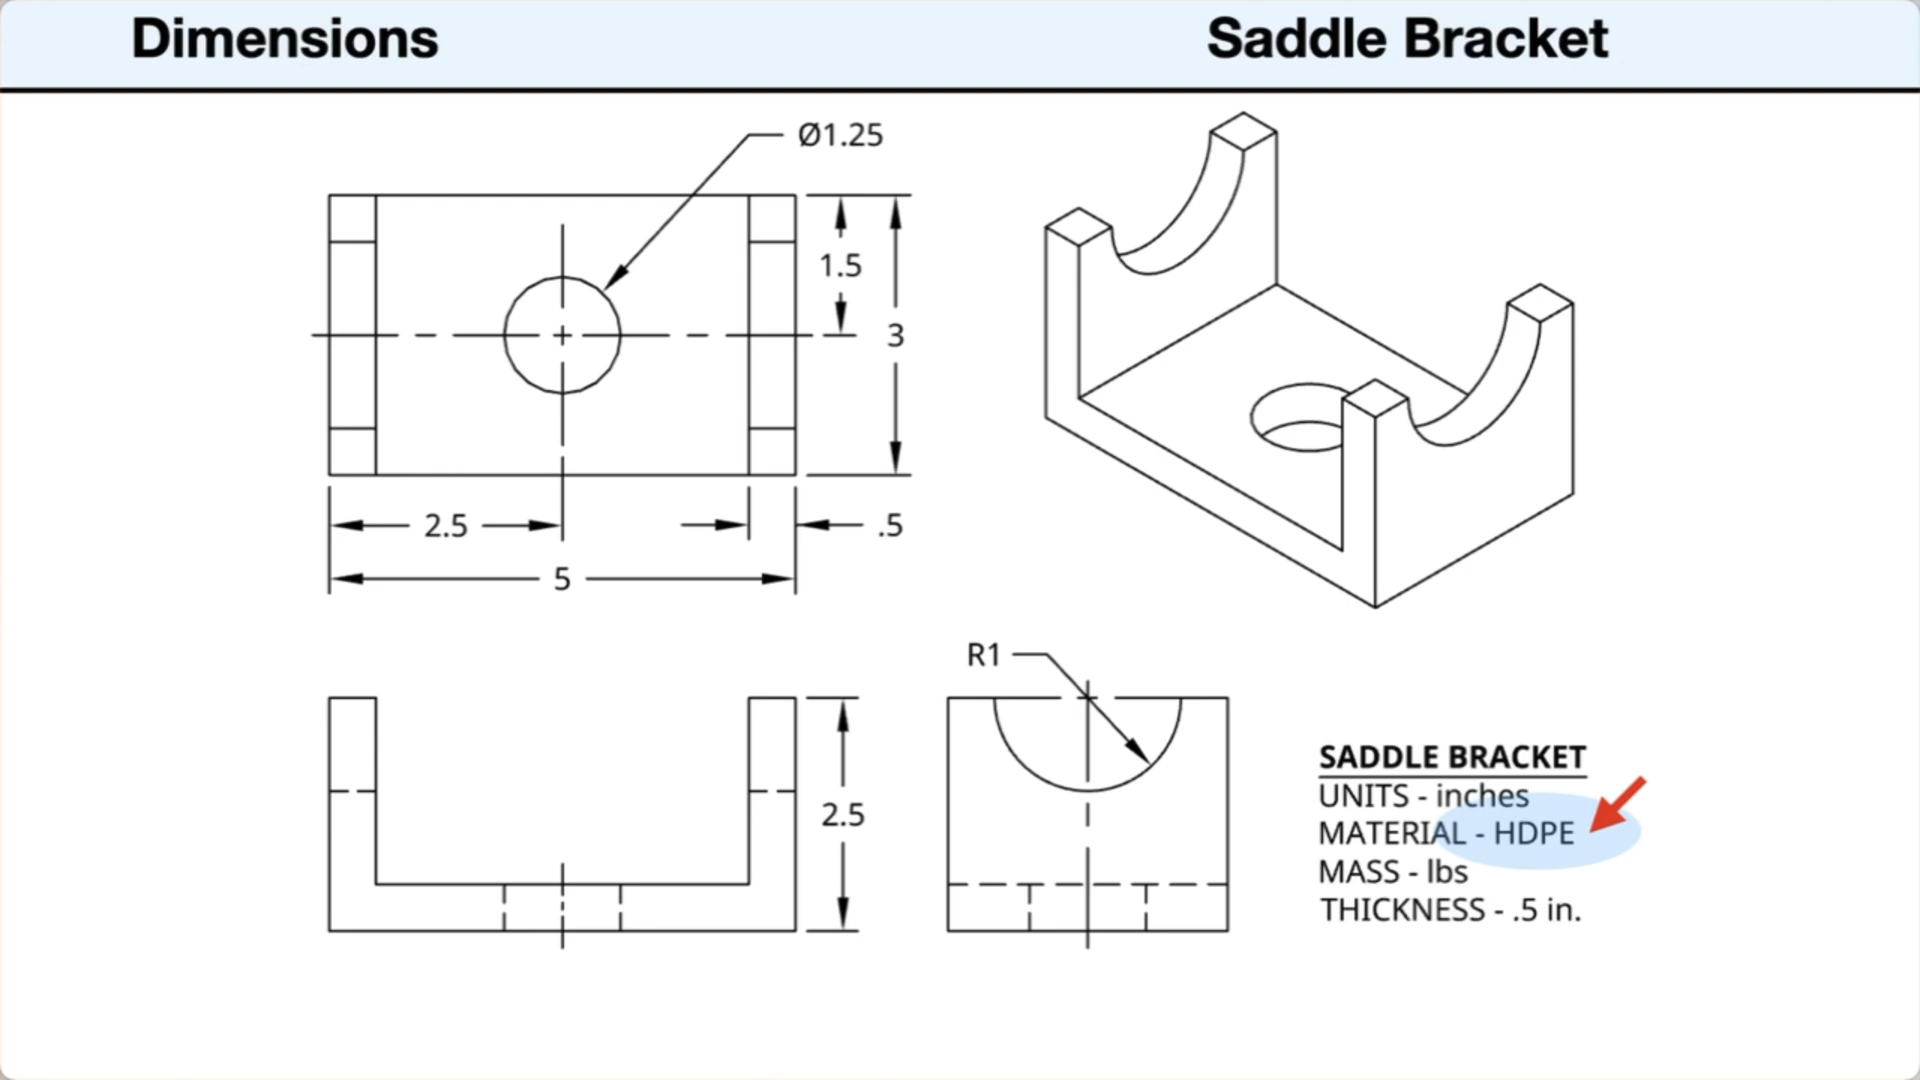 Dimensions
Saddle Bracket
Ø1.25
1.5
3
2.5
.5
5
R1
2.5
SADDLE BRACKET
UNITS - inches
MATERIAL - HDPE
MASS - lbs
THICKNESS - .5 in.